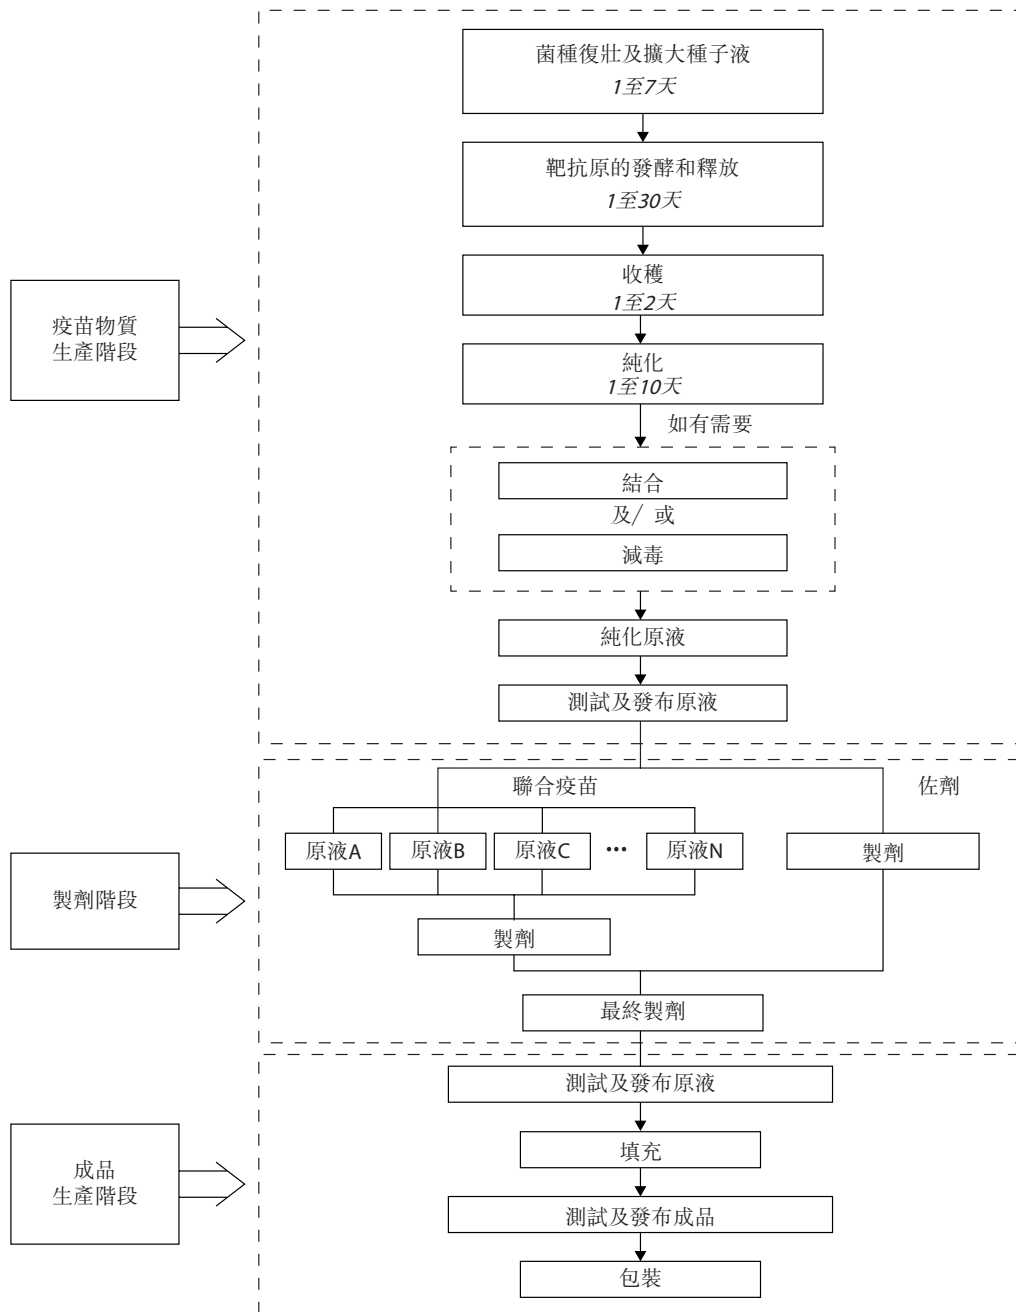 菌種復壯及擴大種子液
1至7天
靶抗原的發酵和釋放
1至30天
收穫
1至2天
疫苗物質
生產階段
純化
1至10天
如有需要
結合
及/ 或
減毒
純化原液
測試及發布原液
聯合疫苗
佐劑
原液A
原液B
原液C
•••
原液N
製劑
製劑階段
製劑
最終製劑
測試及發布原液
填充
成品
生產階段
測試及發布成品
包裝